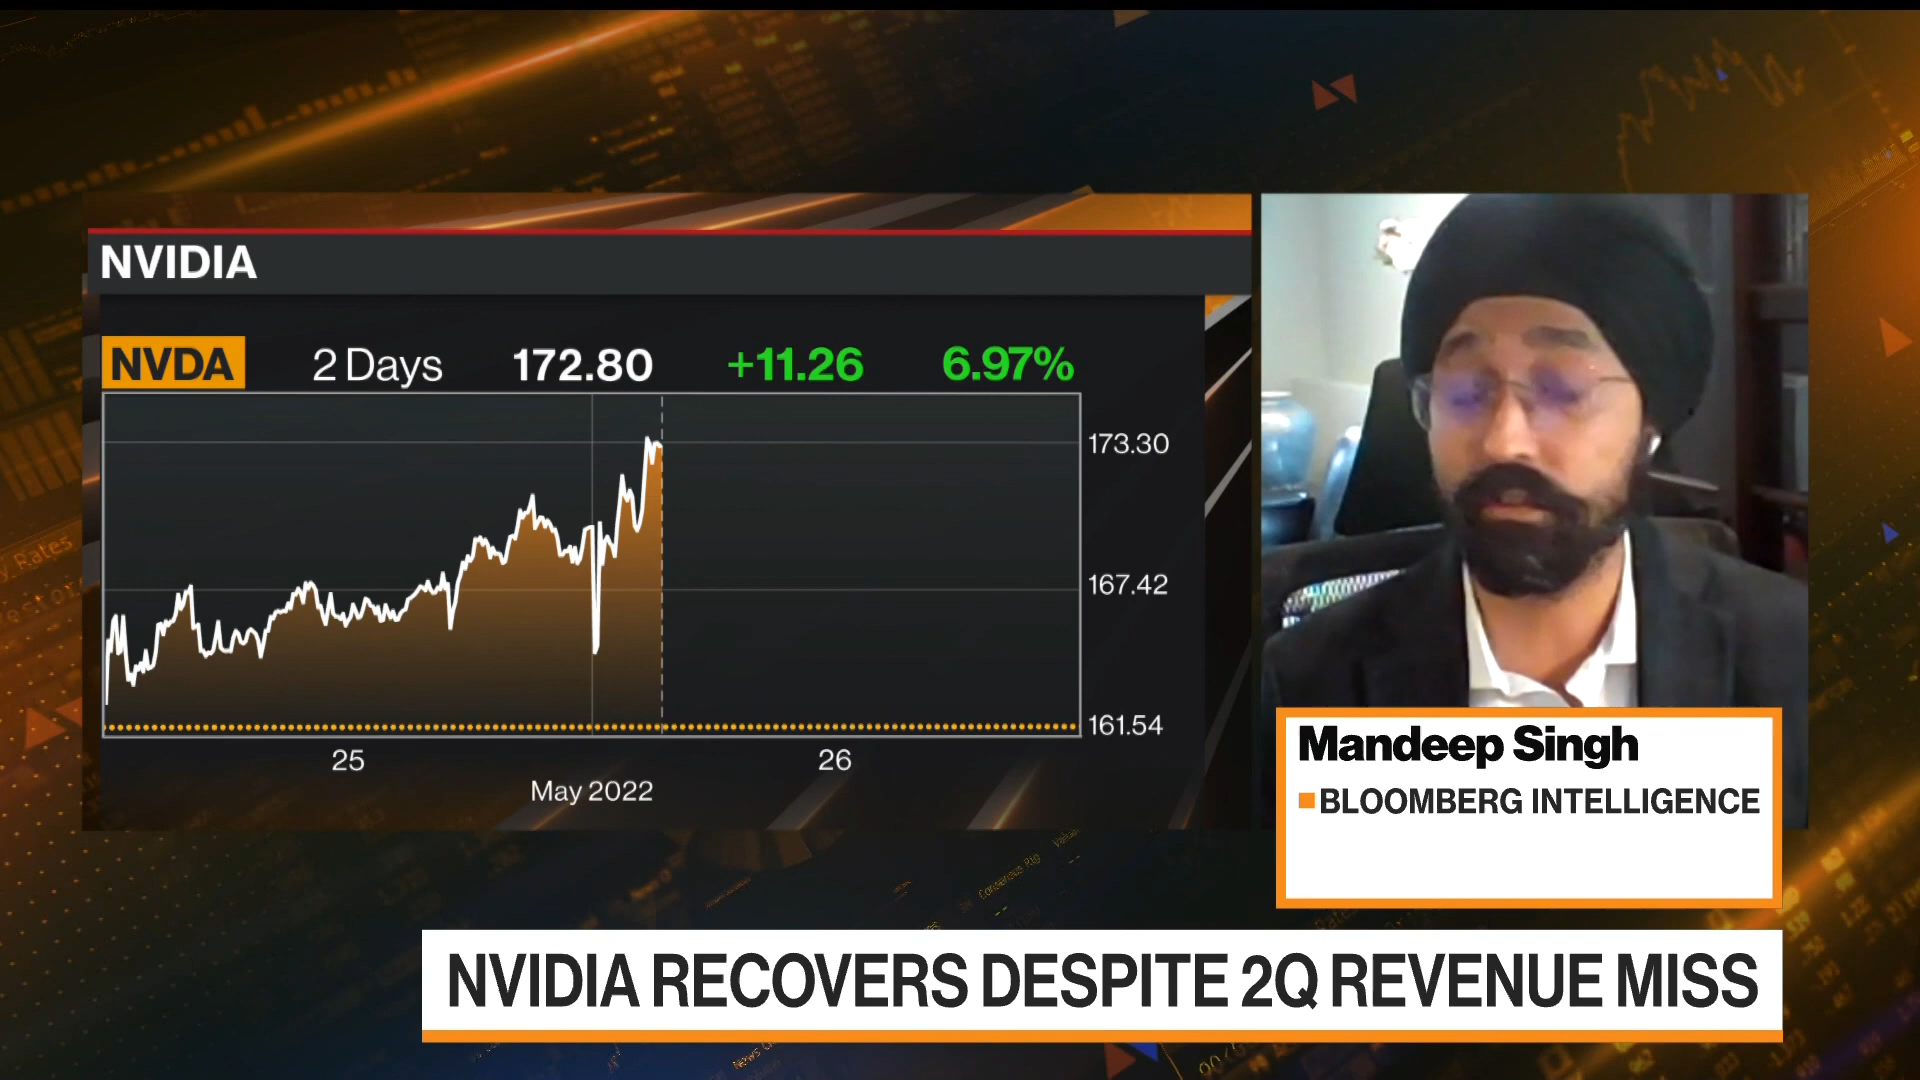 NVIDIA
NVDA 2 Days 172.80 +11.26 6.97%
173.30
167.42
161.54
25 26
May 2022
Mandeep Singh
BLOOMBERG INTELLIGENCE
NVIDIA RECOVERS DESPITE 2Q REVENUE MISS